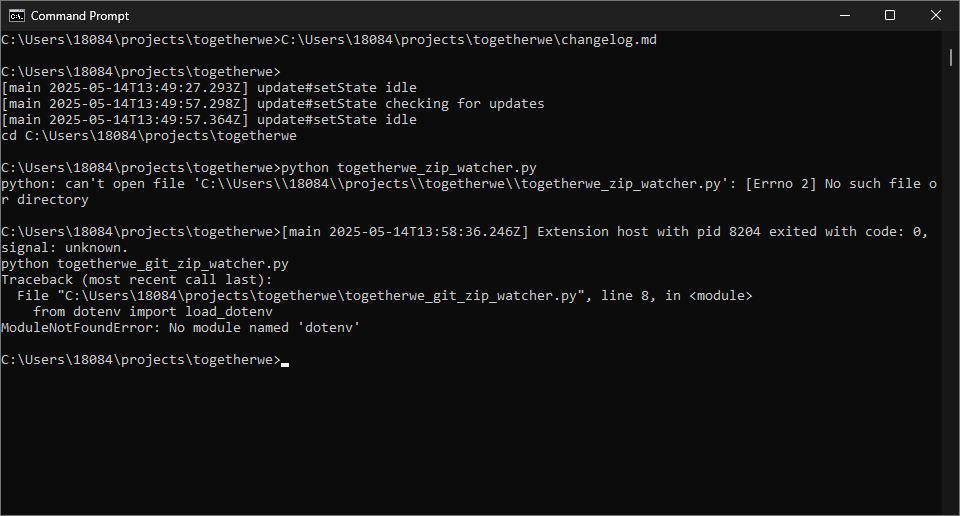 Command Prompt
C:\Users\18084\projects\togetherwe>C:\Users\18084\projects\togetherwe\changelog.md
C:\Users\18084\projects\togetherwe>
[main 2025-05-14T13:49:27.293Z] update#setState idle
[main 2025-05-14T13:49:57.298Z] update#setState checking for updates
[main 2025-05-14T13:49:57.364Z] update#setState idle
cd C:\Users\18084\projects\togetherwe
C:\Users\18084\projects\togetherwe>python togetherwe_zip_watcher.py
python: can't open file 'C:\\Users\\18084\\projects\\togetherwe\\togetherwe_zip_watcher.py': [Errno 2] No such file o
r directory
C:\Users\18084\projects\togetherwe>[main 2025-05-14T13:58:36.246Z] Extension host with pid 8204 exited with code: 0,
signal: unknown.
python togetherwe_git_zip_watcher.py
Traceback (most recent call last):
  File "C:\Users\18084\projects\togetherwe\togetherwe_git_zip_watcher.py", line 8, in <module>
    from dotenv import load_dotenv
ModuleNotFoundError: No module named 'dotenv'
C:\Users\18084\projects\togetherwe>